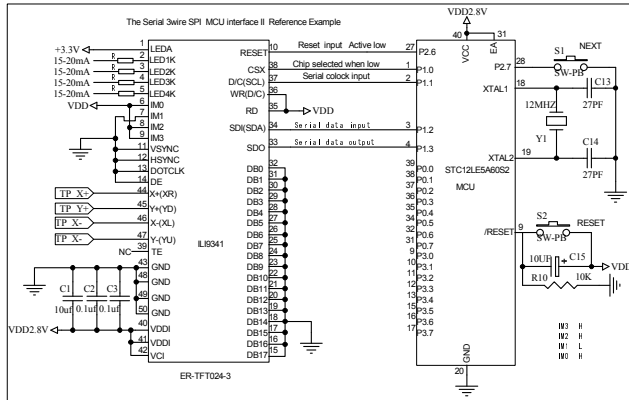 The Serial 3wire SPI MCU interface II Reference Example
+3.3V 1 LEDA
15-20mA R 2 LED1K
15-20mA R 3 LED2K
15-20mA R 4 LED3K
15-20mA R 5 LED4K
VDD 6 IM0
7 IM1
8 IM2
9 IM3
11 VSYNC
12 HSYNC
13 DOTCLK
14 DE
TP X+ 44 X+(XR)
TP Y+ 45 Y+(YD)
TP X- 46 X-(XL)
TP X- 47 Y-(YU)
NC 39 TE
43 GND
48 GND
49 GND
50 GND
C1 C2 C3
10uf 0.1uf 0.1uf
VDD2.8V 40 VDDI
41 VDDI
42 VCI
ILI9341
RESET 10 Reset input Active low 27 P2.6
CSX 38 Chip selected when low 1 P1.0
D/C(SCL) 37 Serial colock input 2 P1.1
WR(D/C) 36
RD 35 VDD
SDI(SDA) 34 Serial data input 3 P1.2
SDO 33 Serial data output 4 P1.3
DB0 32
DB1 31
DB2 30
DB3 29
DB4 28
DB5 27
DB6 26
DB7 25
DB8 24
DB9 23
DB10 22
DB11 21
DB12 20
DB13 19
DB14 18
DB15 17
DB16 16
DB17 15
ER-TFT024-3
39 P0.0
38 P0.1
37 P0.2
36 P0.3
35 P0.4
34 P0.5
32 P0.6
31 P0.7
9 P3.0
10 P3.1
11 P3.2
12 P3.3
13 P3.4
14 P3.5
16 P3.6
17 P3.7
VDD2.8V
40 VCC
31 EA
STC12LE5A60S2
MCU
P2.7 28
XTAL1 18
XTAL2 19
/RESET 9
GND
20
S1 NEXT
SW-PB
C13
27PF
12MHZ
Y1
C14
27PF
S2 RESET
SW-PB
10UF + C15
VDD
R10 10K
IM3 H
IM2 H
IM1 L
IM0 H